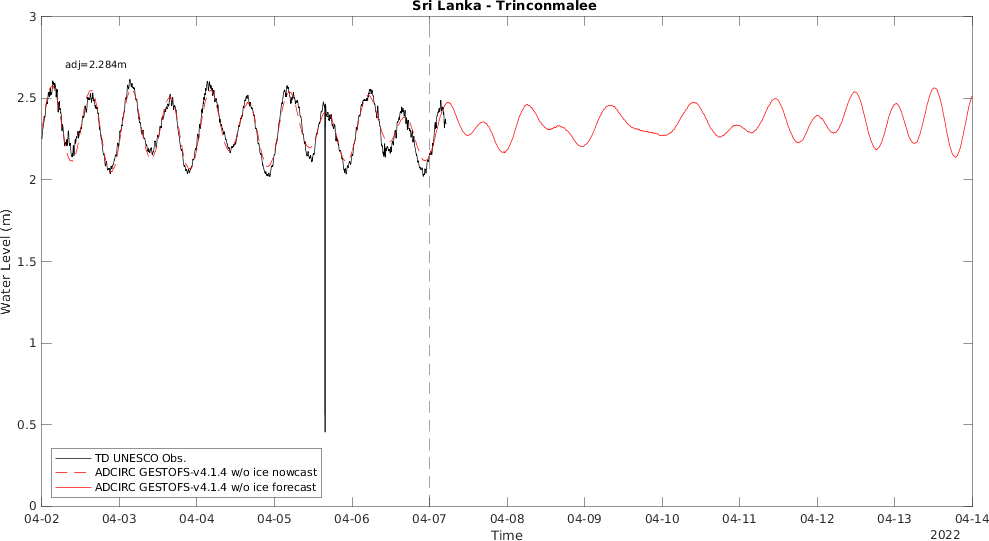 Sri Lanka - Trinconmalee
3
adj=2.284m
2.5
2
1.5
Water Level (m)
1
0.5
TD UNESCO Obs.
ADCIRC GESTOFS-v4.1.4 w/o ice nowcast
ADCIRC GESTOFS-v4.1.4 w/o ice forecast
0
04-02 04-03 04-04 04-05 04-06 04-07 04-08 04-09 04-10 04-11 04-12 04-13 04-14
Time
2022